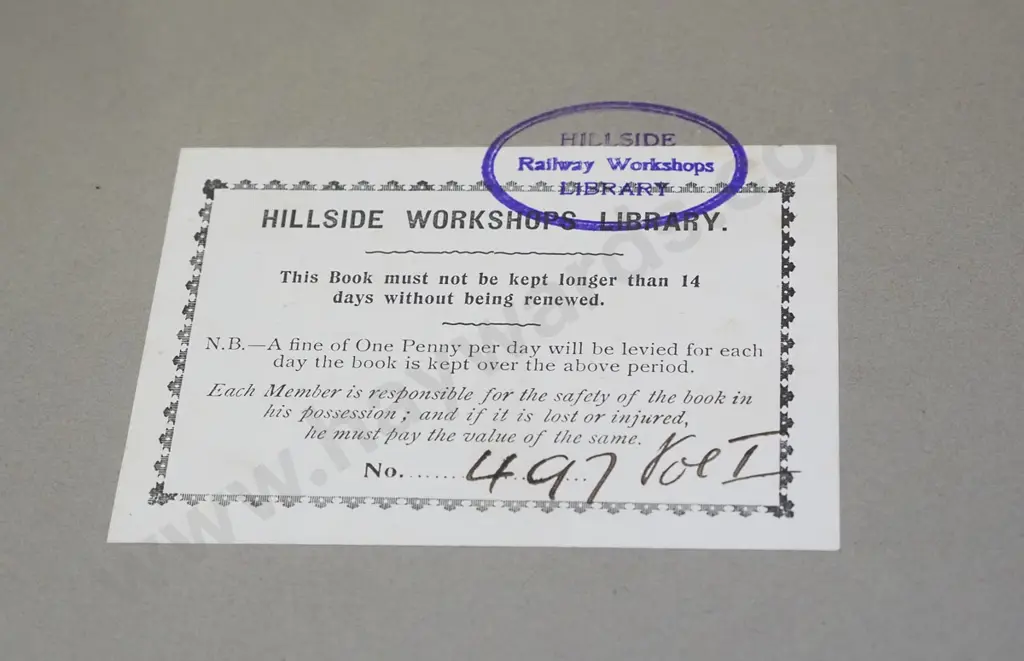 HILLSIDE
Railway Workshops
LIBRARY
HILLSIDE WORKSHOPS LIBRARY.
This Book must not be kept longer than 14
days without being renewed.
N.B.—A fine of One Penny per day will be levied for each
day the book is kept over the above period.
Each Member is responsible for the safety of the book in
his possession; and if it is lost or injured,
he must pay the value of the same.
No....... 497 Vol I